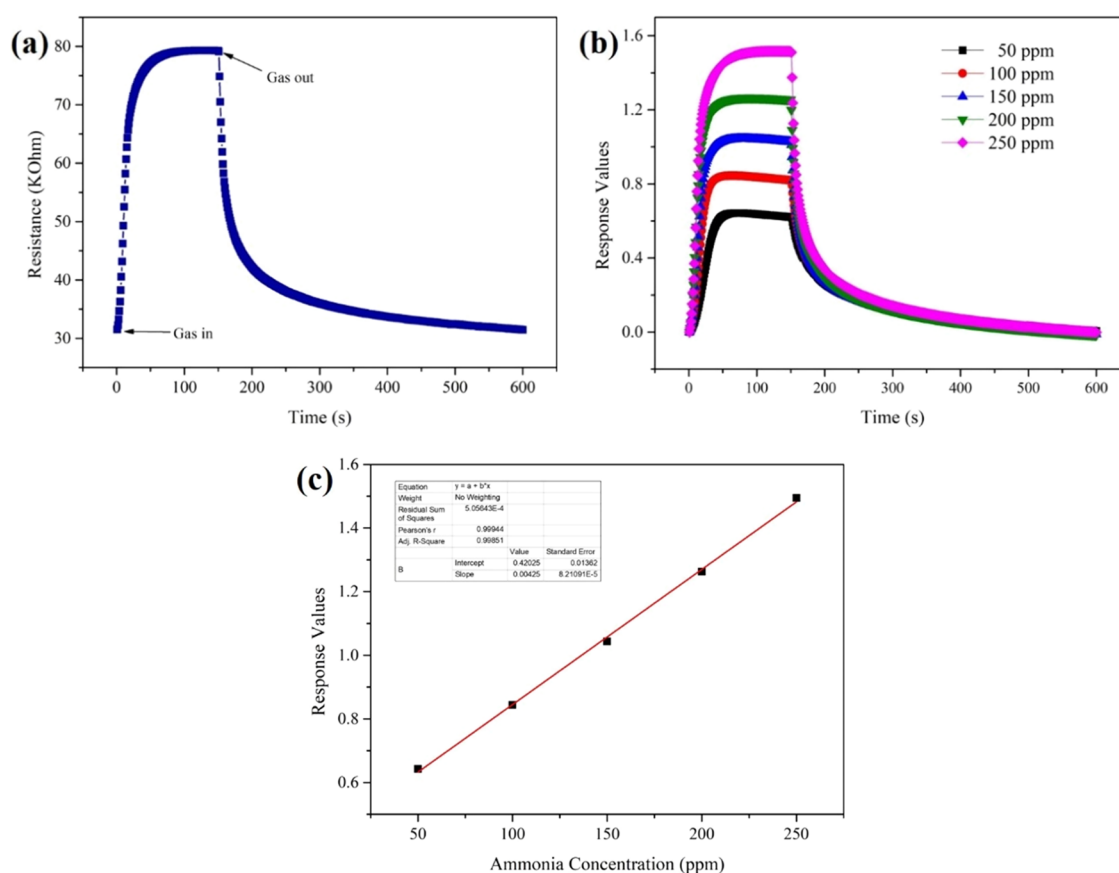 (a)
80
70
60
50
40
30
Resistance (KOhm)
Gas out
Gas in
0 100 200 300 400 500 600
Time (s)
(b)
1.6
1.2
0.8
0.4
0.0
Response Values
50 ppm
100 ppm
150 ppm
200 ppm
250 ppm
0 100 200 300 400 500 600
Time (s)
(c)
1.6
1.4
1.2
1.0
0.8
0.6
Response Values
Equation y = a + b*x
Weight No Weighting
Residual Sum of Squares 5.05643E-4
Pearson's r 0.99944
Adj. R-Square 0.99851
Value Standard Error
B Intercept 0.42025 0.01362
Slope 0.00425 8.21091E-5
50 100 150 200 250
Ammonia Concentration (ppm)